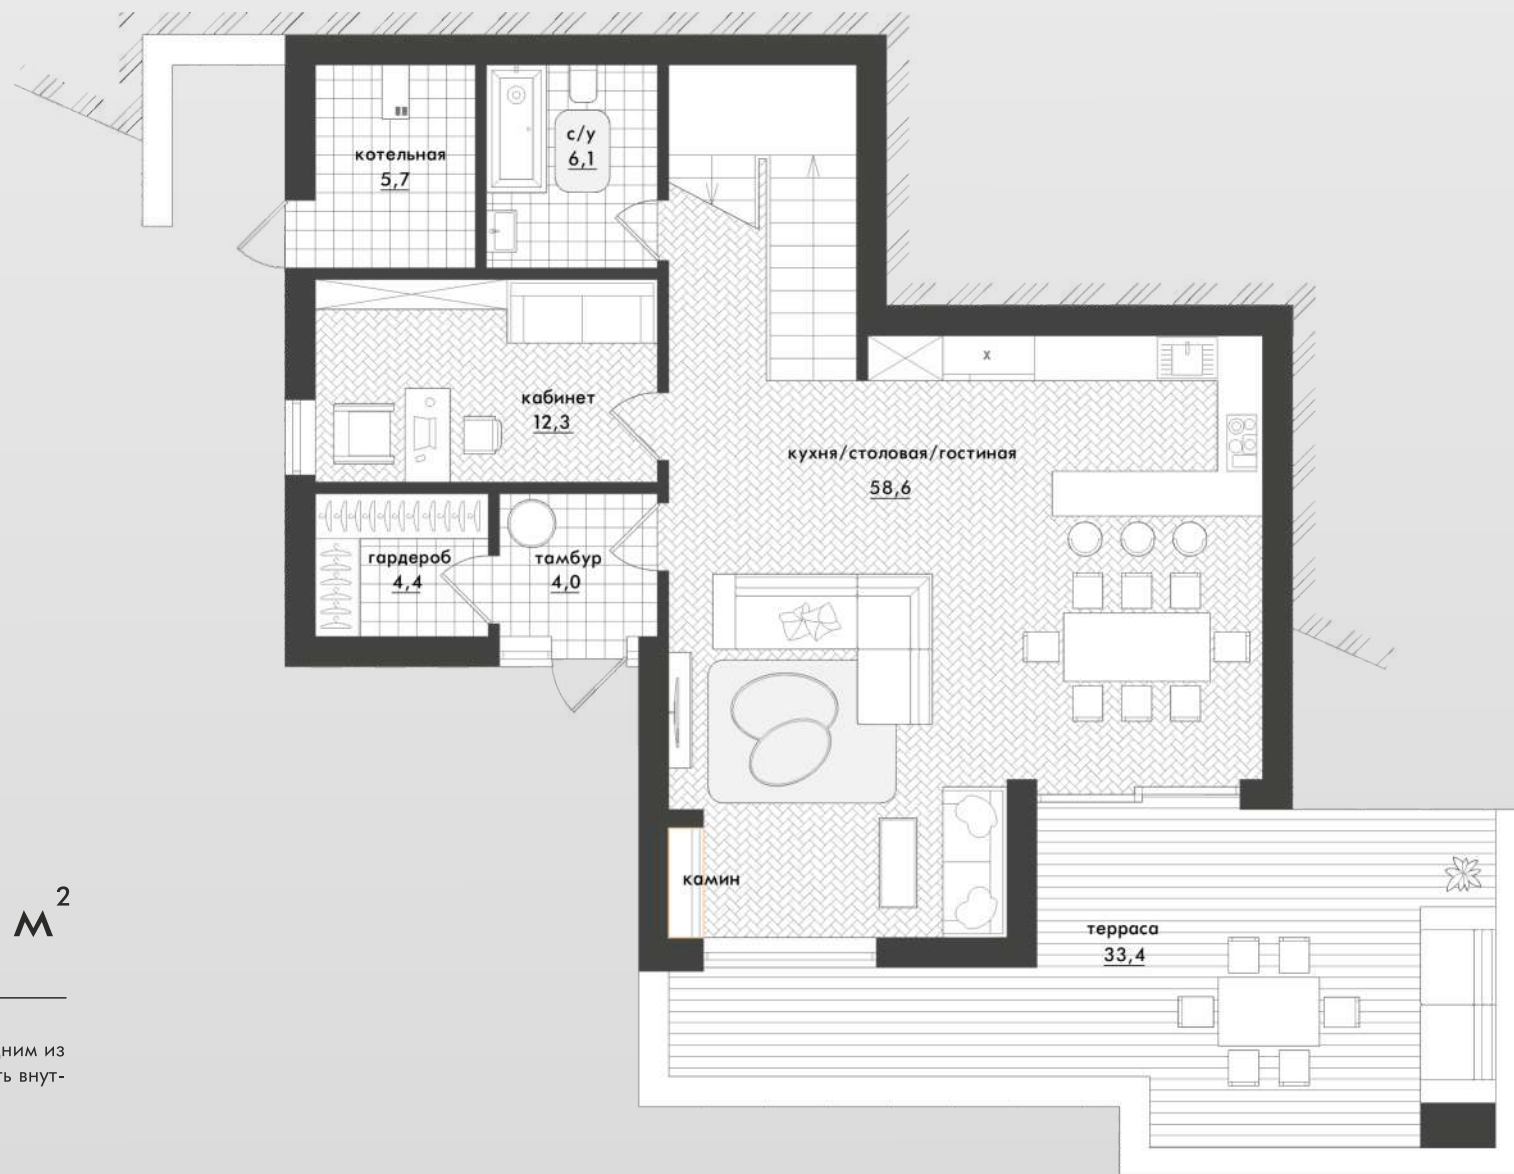 котельная
5,7
с/у
6,1
кабинет
12,3
x
кухня/столовая/гостиная
58,6
гардероб
4,4
тамбур
4,0
камин
м²
терраса
33,4
ним из
ь внут-